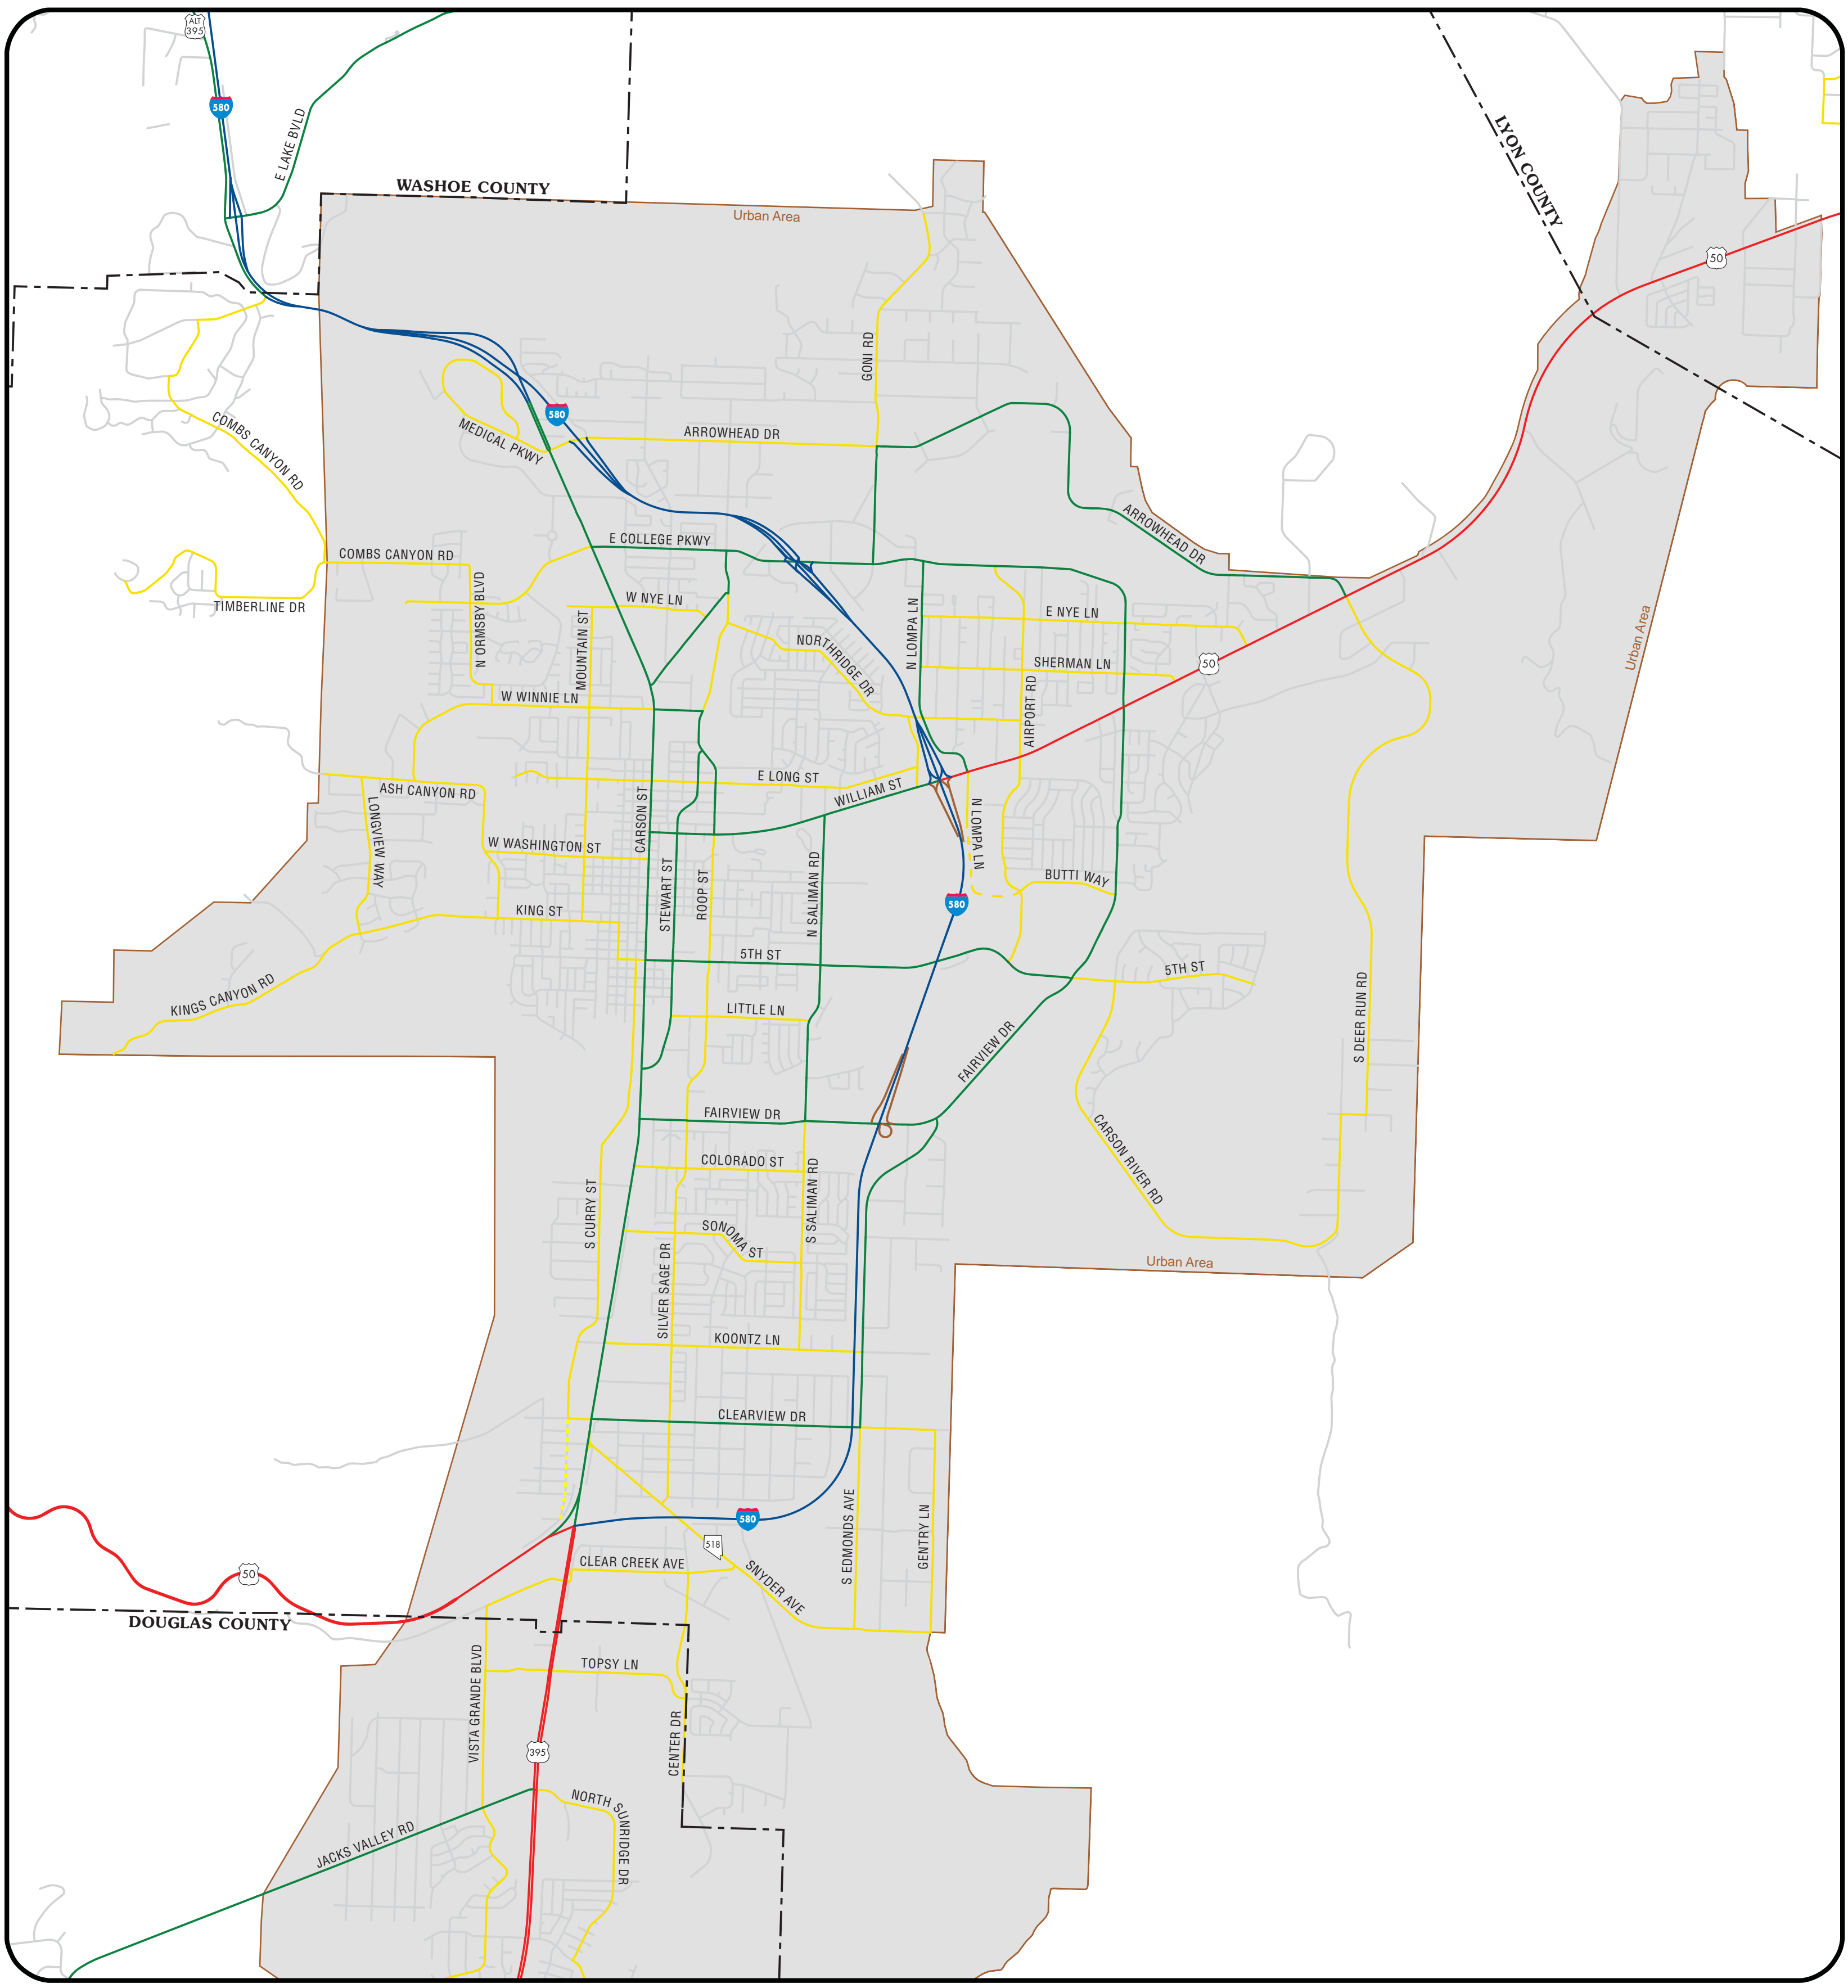 ALT
395
580
E LAKE BVLD
WASHOE COUNTY
Urban Area
LYON COUNTY
50
GONI RD
580
ARROWHEAD DR
MEDICAL PKWY
COMBS CANYON RD
ARROWHEAD DR
E COLLEGE PKWY
COMBS CANYON RD
TIMBERLINE DR
N ORMSBY BLVD
W NYE LN
MOUNTAIN ST
E NYE LN
N LOMPA LN
NORTHRIDGE DR
SHERMAN LN
50
Urban Area
W WINNIE LN
AIRPORT RD
E LONG ST
WILLIAM ST
ASH CANYON RD
LONGVIEW WAY
CARSON ST
W WASHINGTON ST
N LOMPA LN
STEWART ST
ROOP ST
N SALIMAN RD
BUTTI WAY
580
KING ST
5TH ST
5TH ST
KINGS CANYON RD
LITTLE LN
S DEER RUN RD
FAIRVIEW DR
FAIRVIEW DR
CARSON RIVER RD
COLORADO ST
S CURRY ST
S SALIMAN RD
SONOMA ST
Urban Area
SILVER SAGE DR
KOONTZ LN
CLEARVIEW DR
580
S EDMONDS AVE
GENTRY LN
518
50
CLEAR CREEK AVE
SNYDER AVE
DOUGLAS COUNTY
TOPSY LN
VISTA GRANDE BLVD
CENTER DR
395
NORTH SUNRIDGE DR
JACKS VALLEY RD